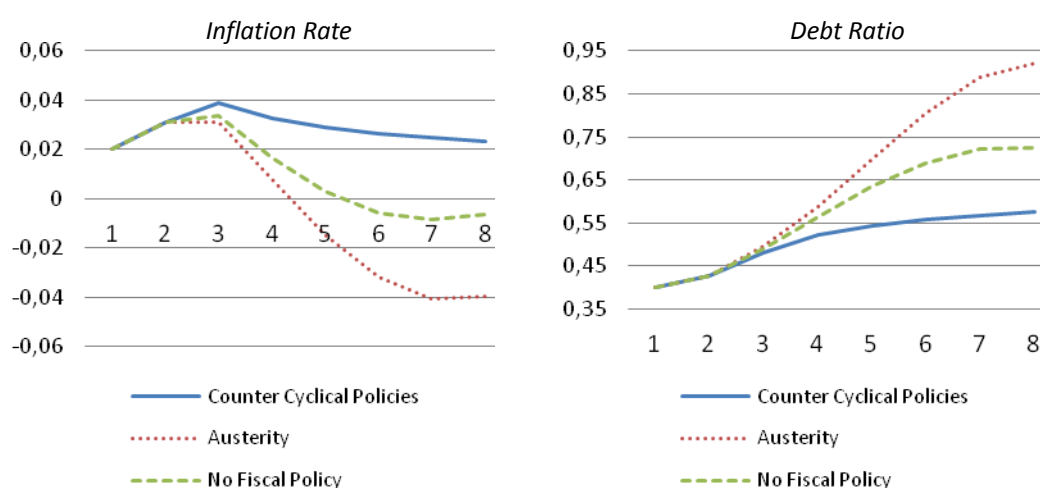 Inflation Rate
0,06
0,04
0,02
0
-0,02
-0,04
-0,06
1 2 3 4 5 6 7 8
Counter Cyclical Policies
Austerity
No Fiscal Policy
Debt Ratio
0,95
0,85
0,75
0,65
0,55
0,45
0,35
1 2 3 4 5 6 7 8
Counter Cyclical Policies
Austerity
No Fiscal Policy